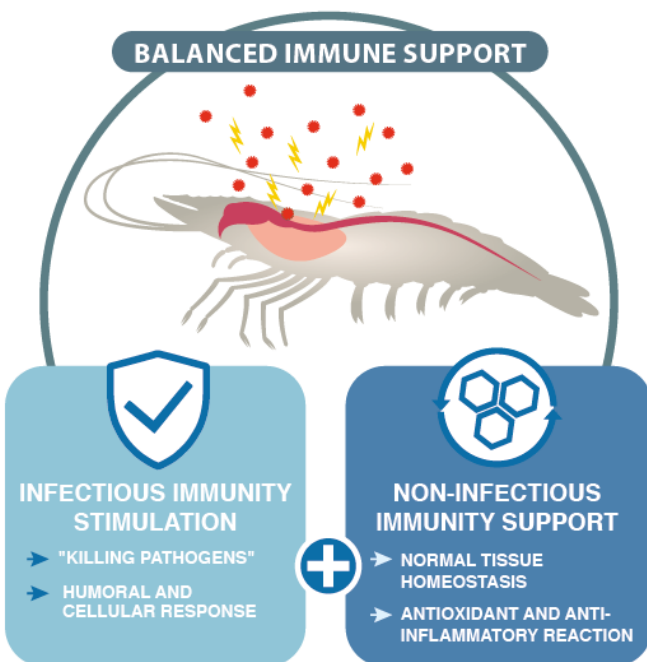 BALANCED IMMUNE SUPPORT
INFECTIOUS IMMUNITY
STIMULATION
"KILLING PATHOGENS"
HUMORAL AND
CELLULAR RESPONSE
NON-INFECTIOUS
IMMUNITY SUPPORT
NORMAL TISSUE
HOMEOSTASIS
ANTIOXIDANT AND ANTI-
INFLAMMATORY REACTION